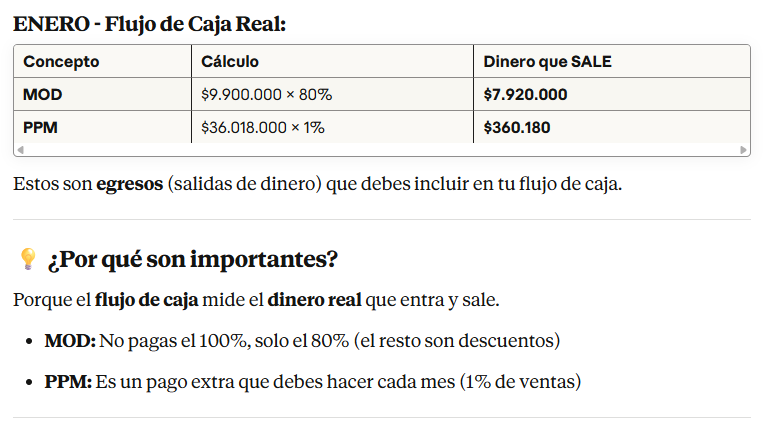 ENERO - Flujo de Caja Real:
Concepto Cálculo Dinero que SALE
MOD $9.900.000 × 80% $7.920.000
PPM $36.018.000 × 1% $360.180
Estos son egresos (salidas de dinero) que debes incluir en tu flujo de caja.
💡 ¿Por qué son importantes?
Porque el flujo de caja mide el dinero real que entra y sale.
• MOD: No pagas el 100%, solo el 80% (el resto son descuentos)
• PPM: Es un pago extra que debes hacer cada mes (1% de ventas)